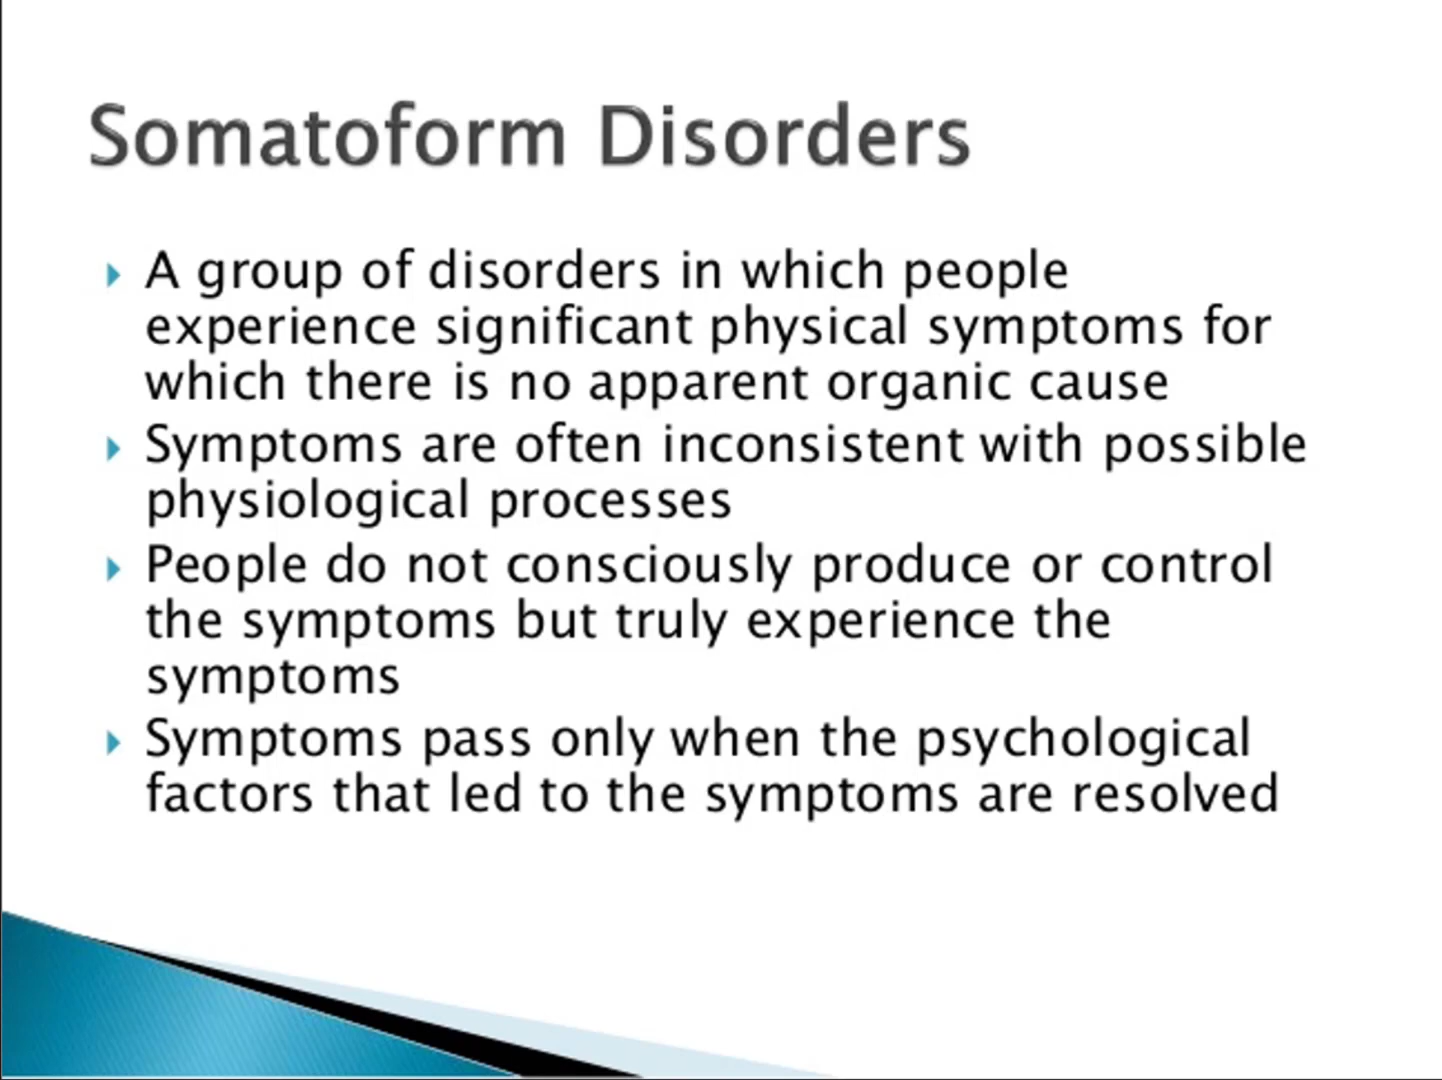 Somatoform Disorders
A group of disorders in which people
experience significant physical symptoms for
which there is no apparent organic cause
Symptoms are often inconsistent with possible
physiological processes
People do not consciously produce or control
the symptoms but truly experience the
symptoms
Symptoms pass only when the psychological
factors that led to the symptoms are resolved